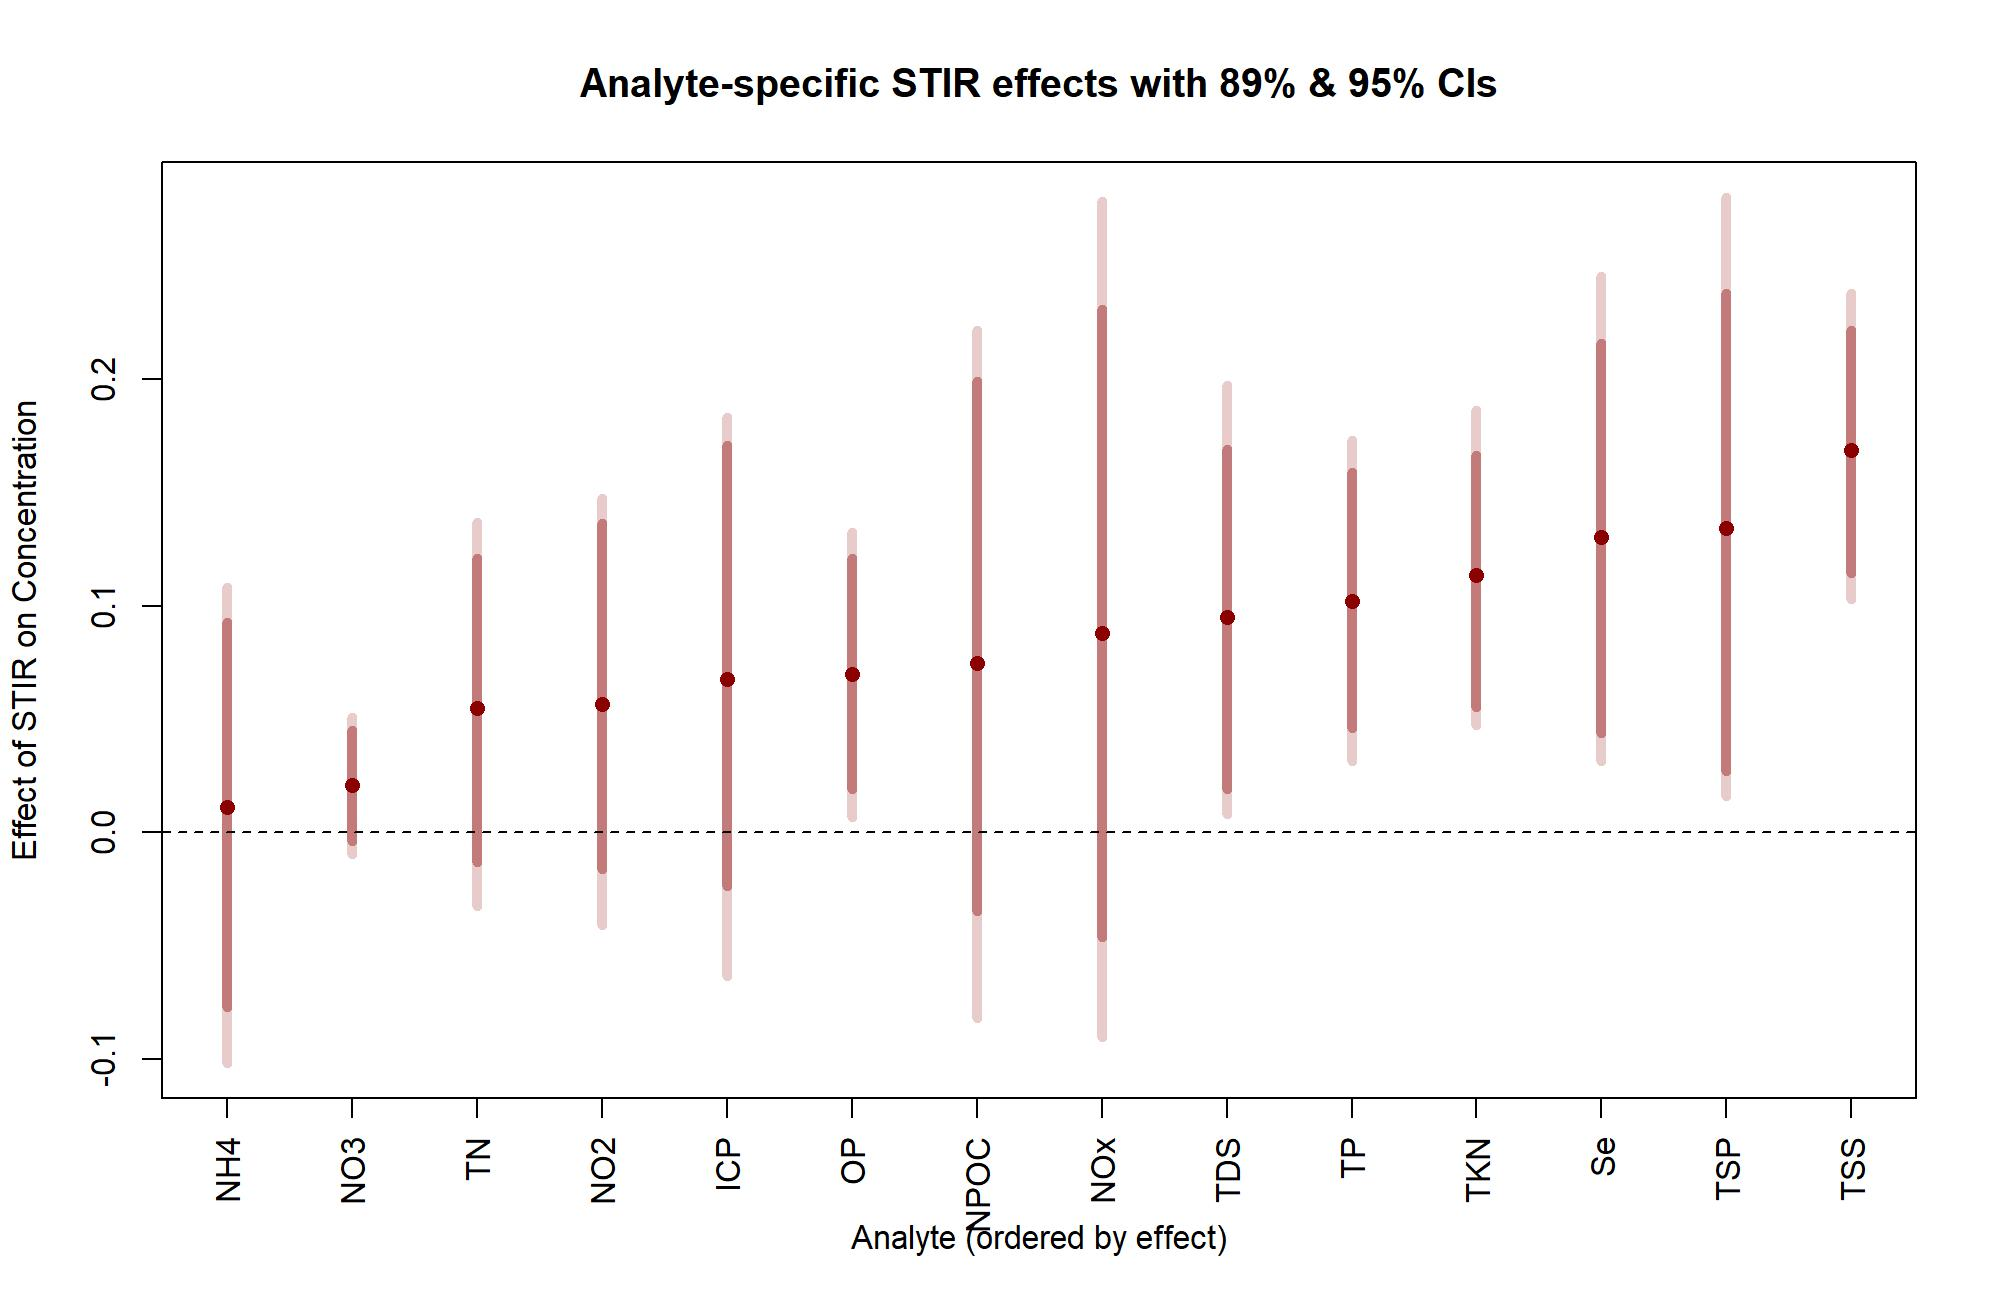 Analyte-specific STIR effects with 89% & 95% CIs
Effect of STIR on Concentration
0.2
0.1
0.0
-0.1
NH4
NO3
TN
NO2
ICP
OP
NPOC
NOx
TDS
TP
TKN
Se
TSP
TSS
Analyte (ordered by effect)